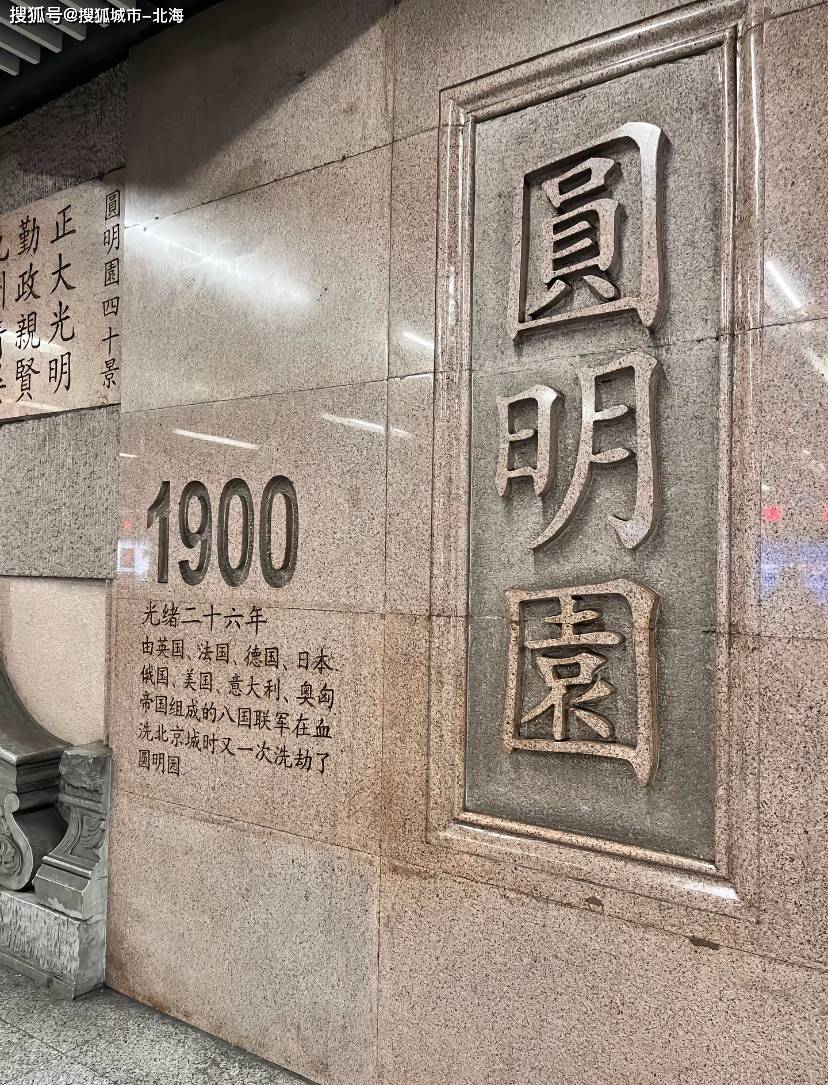 搜狐号@搜狐城市-北海
圓明園
圓明園四十景
正大光明
勤政親賢
1900
光绪二十六年
由英国、法国、德国、日本、
俄国、美国、意大利、奥匈
帝国组成的八国联军在血
洗北京城时又一次洗劫了
圆明园